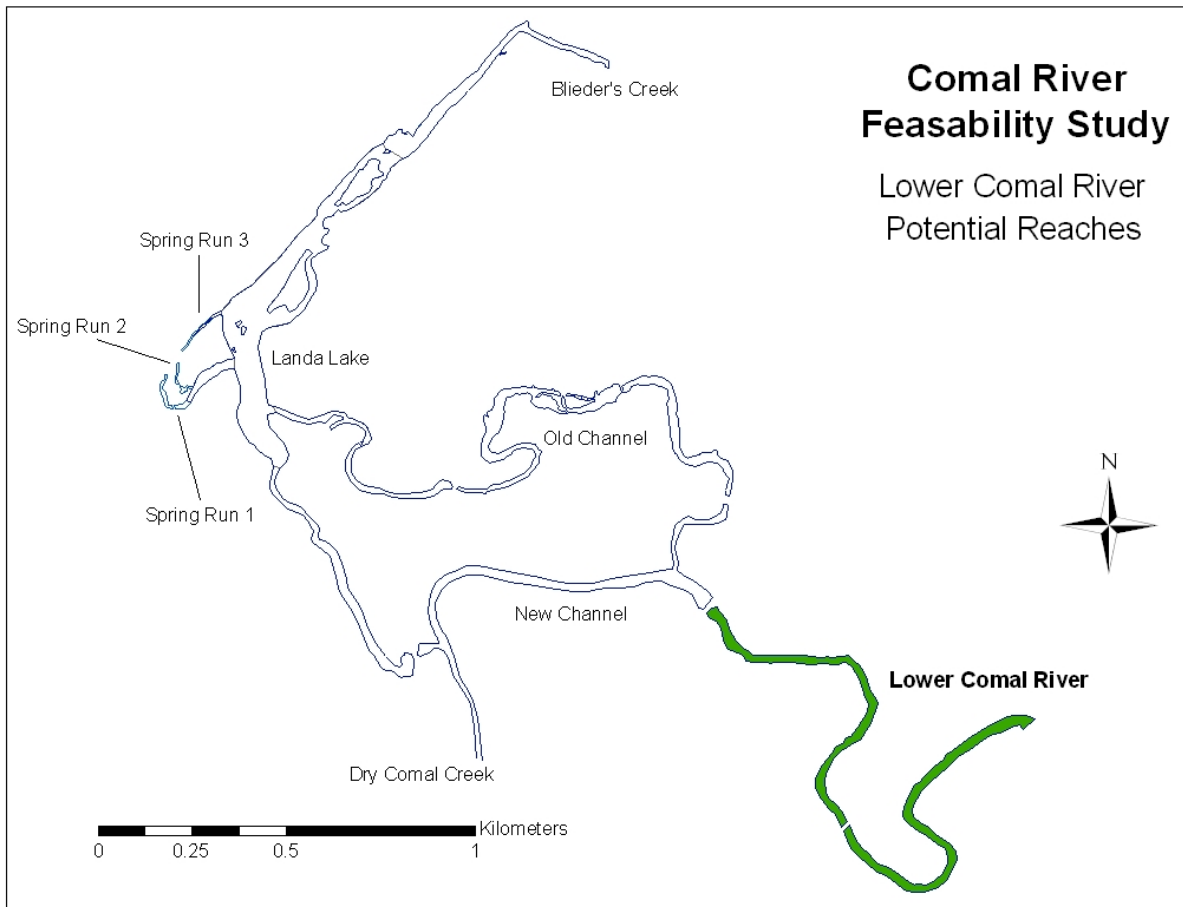 Comal River
Feasability Study
Lower Comal River
Potential Reaches
Blieder's Creek
Spring Run 3
Spring Run 2
Landa Lake
Old Channel
Spring Run 1
N
New Channel
Lower Comal River
Dry Comal Creek
Kilometers
0 0.25 0.5 1